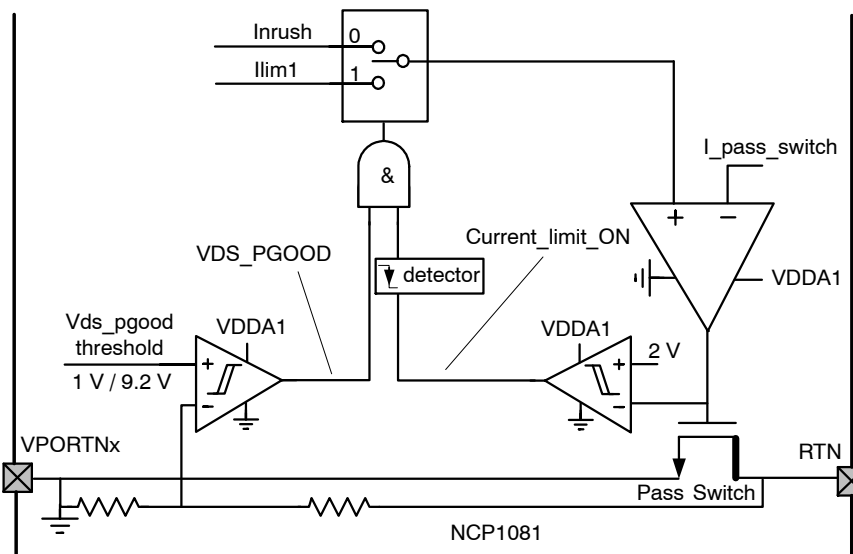 Inrush
0
Ilim1
1
I_pass_switch
&
+
−
Current_limit_ON
VDS_PGOOD
detector
VDDA1
Vds_pgood
threshold
VDDA1
VDDA1
2 V
1 V / 9.2 V
+
−
+
−
VPORTNx
RTN
Pass Switch
NCP1081